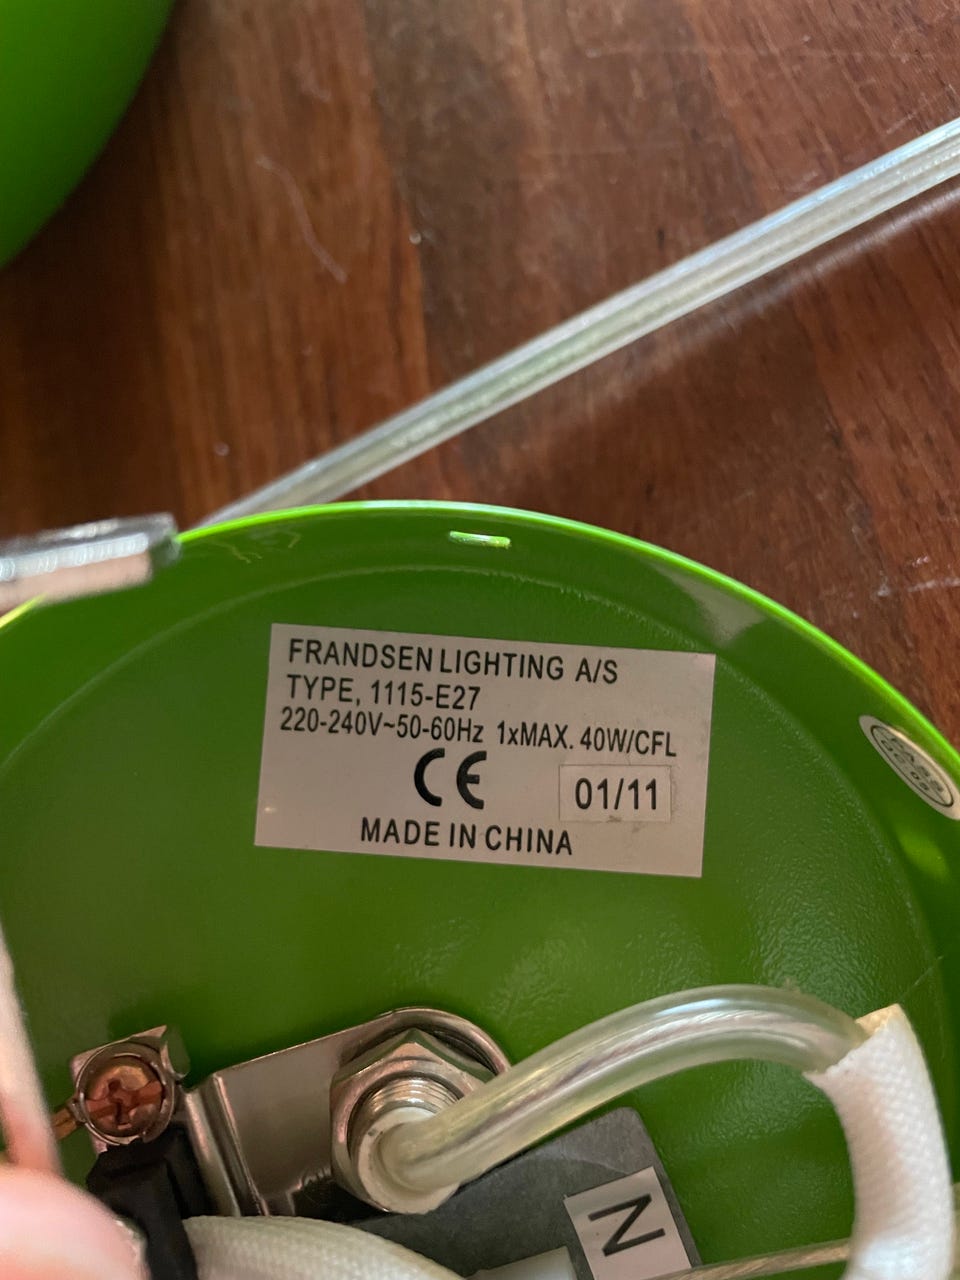 FRANDSEN LIGHTING A/S
TYPE, 1115-E27
220-240V~50-60Hz 1xMAX. 40W/CFL
CE
01/11
MADE IN CHINA
N